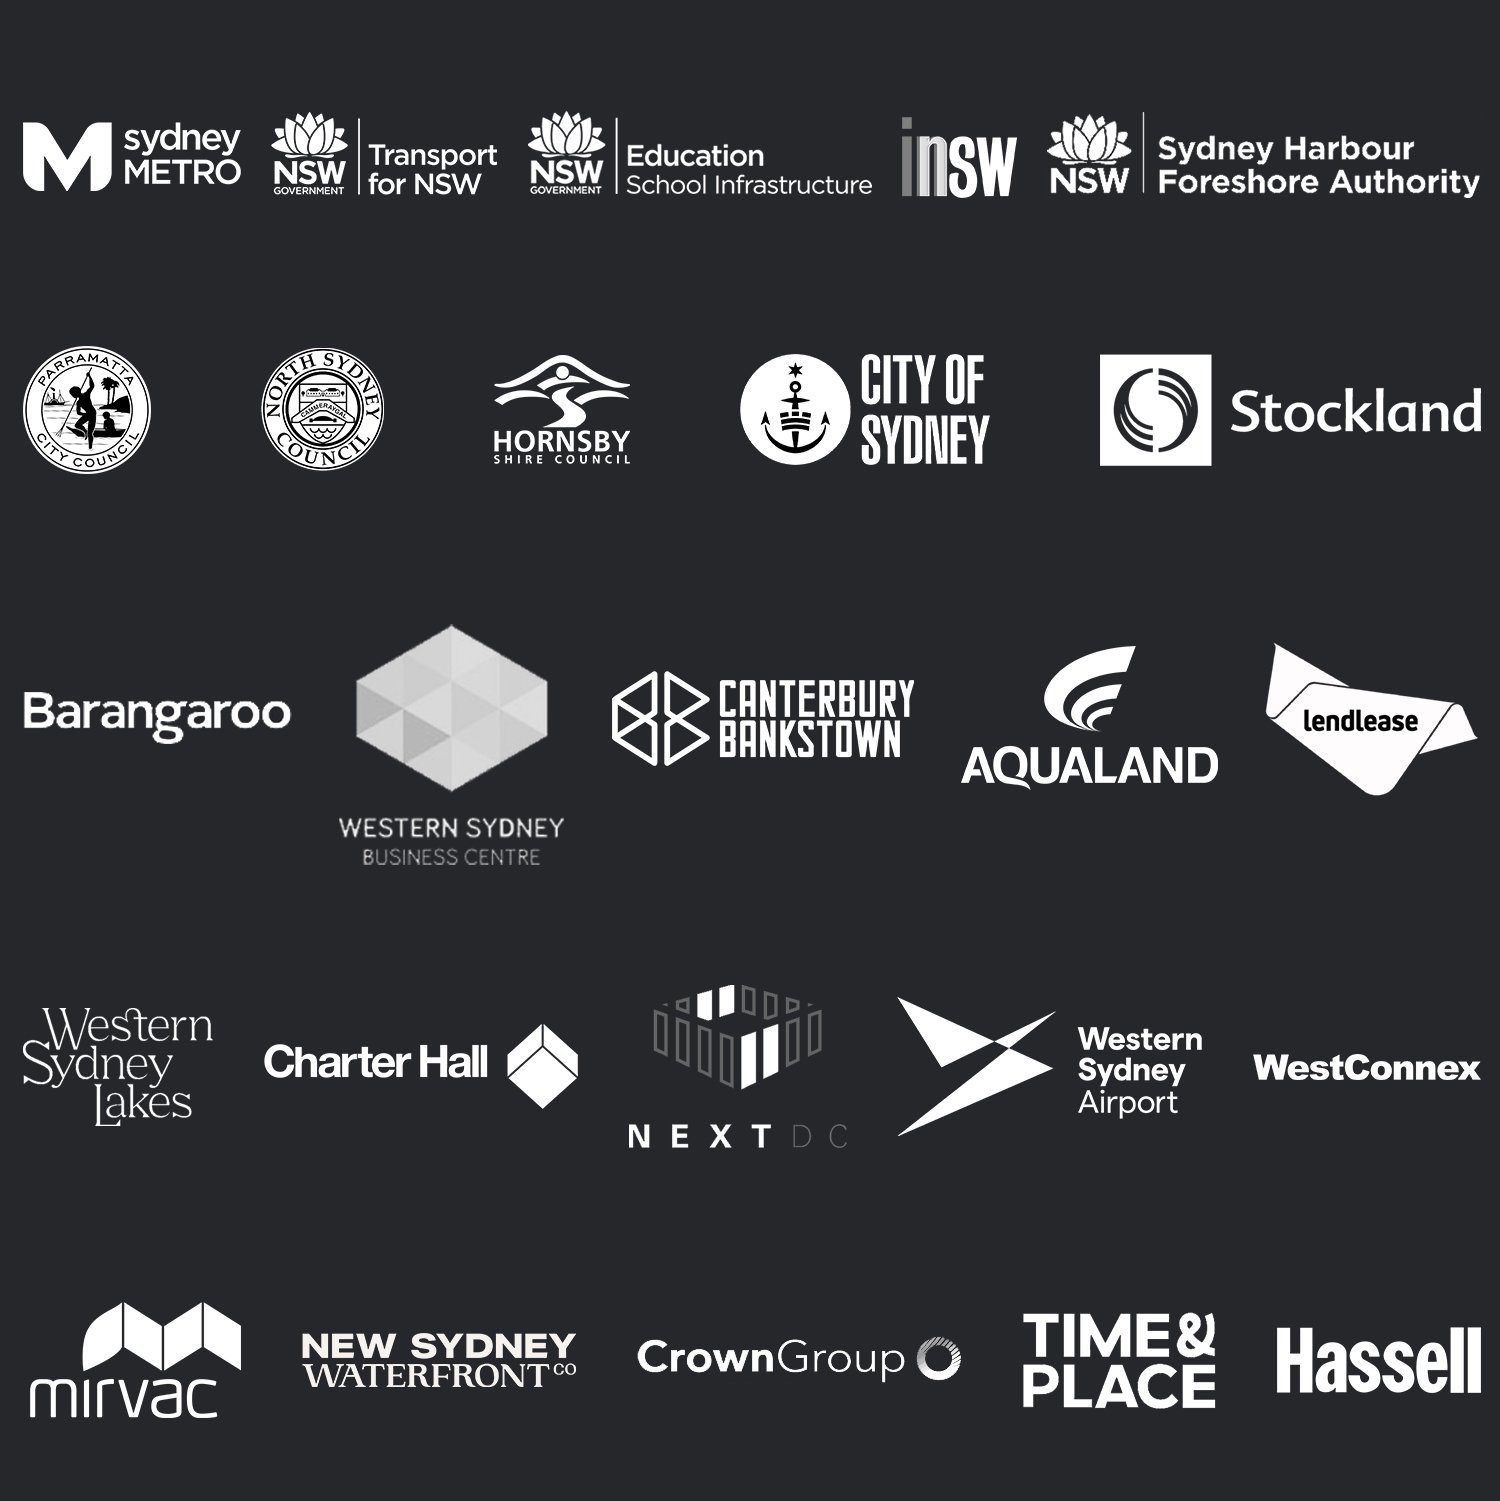 M sydney
METRO
NSW
GOVERNMENT
Transport
for NSW
NSW
GOVERNMENT
Education
School Infrastructure
insw
NSW
Sydney Harbour
Foreshore Authority
PARRAMATTA
CITY COUNCIL
NORTH SYDNEY
CAMMERAYGAL
COUNCIL
HORNSBY
SHIRE COUNCIL
CITY OF
SYDNEY
Stockland
Barangaroo
WESTERN SYDNEY
BUSINESS CENTRE
CANTERBURY
BANKSTOWN
AQUALAND
lendlease
Western
Sydney
Lakes
Charter Hall
NEXTDC
Western
Sydney
Airport
WestConnex
mirvac
NEW SYDNEY
WATERFRONT CO
CrownGroup
TIME&
PLACE
Hassell